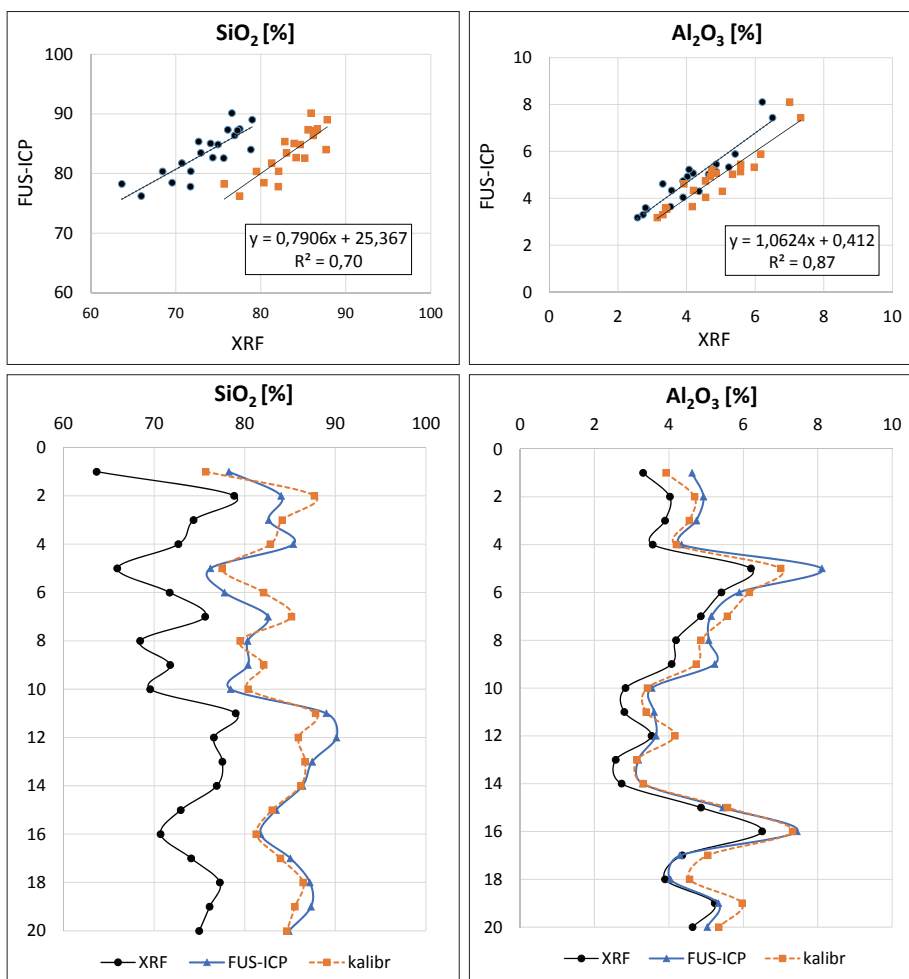 SiO₂ [%]
100
90
80
70
60
FUS-ICP
y = 0,7906x + 25,367
R² = 0,70
60 70 80 90 100
XRF
Al₂O₃ [%]
10
8
6
4
2
0
FUS-ICP
y = 1,0624x + 0,412
R² = 0,87
0 2 4 6 8 10
XRF
SiO₂ [%]
60 70 80 90 100
0
2
4
6
8
10
12
14
16
18
20
XRF FUS-ICP kalibr
Al₂O₃ [%]
0 2 4 6 8 10
0
2
4
6
8
10
12
14
16
18
20
XRF FUS-ICP kalibr